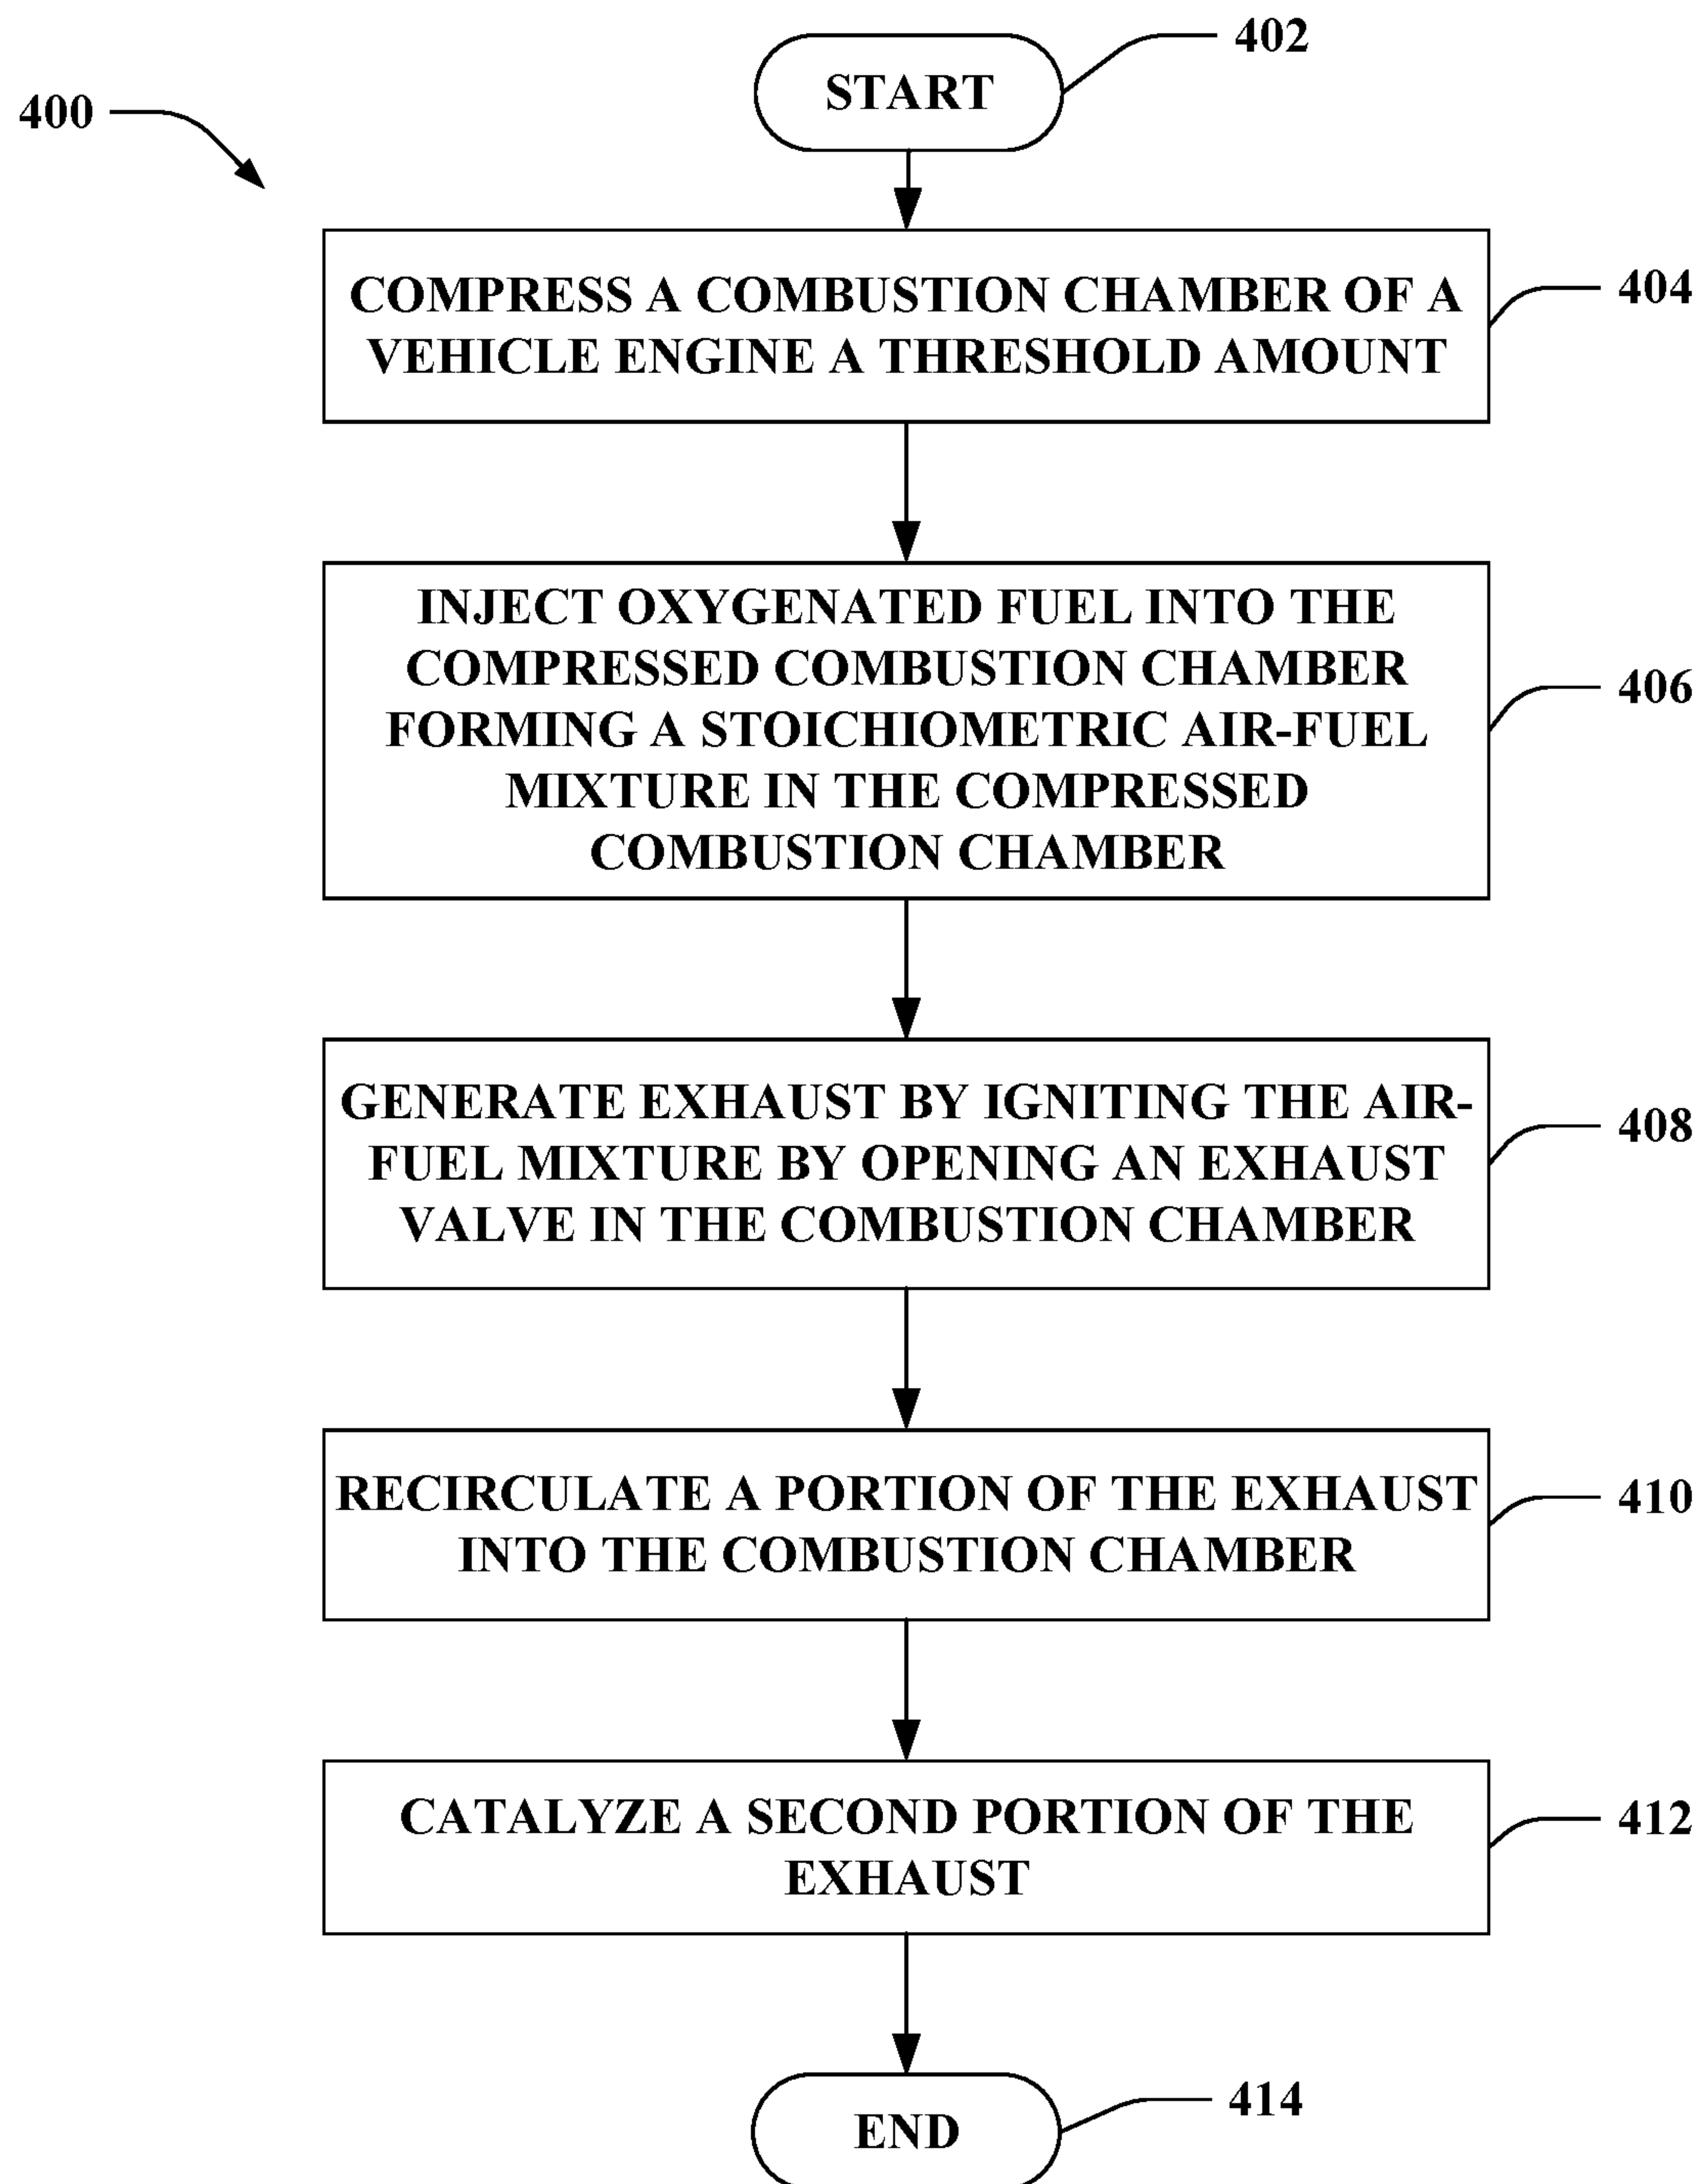 402
START
400
COMPRESS A COMBUSTION CHAMBER OF A
VEHICLE ENGINE A THRESHOLD AMOUNT
404
INJECT OXYGENATED FUEL INTO THE
COMPRESSED COMBUSTION CHAMBER
FORMING A STOICHIOMETRIC AIR-FUEL
MIXTURE IN THE COMPRESSED
COMBUSTION CHAMBER
406
GENERATE EXHAUST BY IGNITING THE AIR-
FUEL MIXTURE BY OPENING AN EXHAUST
VALVE IN THE COMBUSTION CHAMBER
408
RECIRCULATE A PORTION OF THE EXHAUST
INTO THE COMBUSTION CHAMBER
410
CATALYZE A SECOND PORTION OF THE
EXHAUST
412
END
414